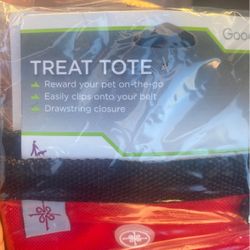 Good
TREAT TOTE
Reward your pet on-the-go
Easily clips onto your belt
Drawstring closure